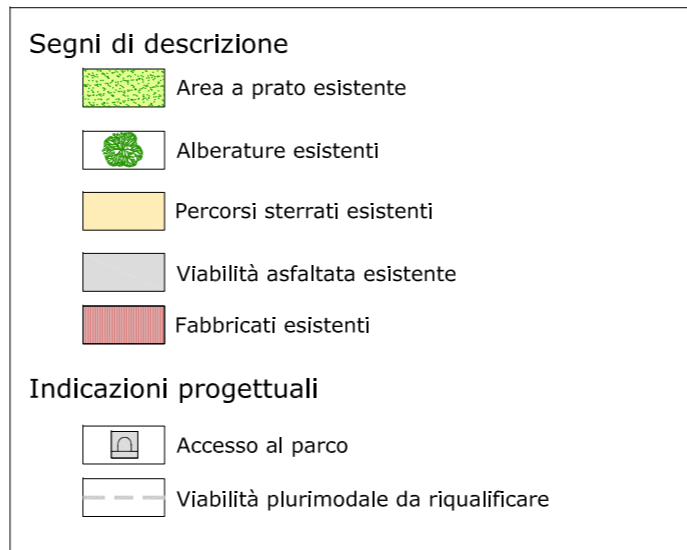 Segni di descrizione
Area a prato esistente
Alberature esistenti
Percorsi sterrati esistenti
Viabilità asfaltata esistente
Fabbricati esistenti
Indicazioni progettuali
Accesso al parco
Viabilità plurimodale da riqualificare